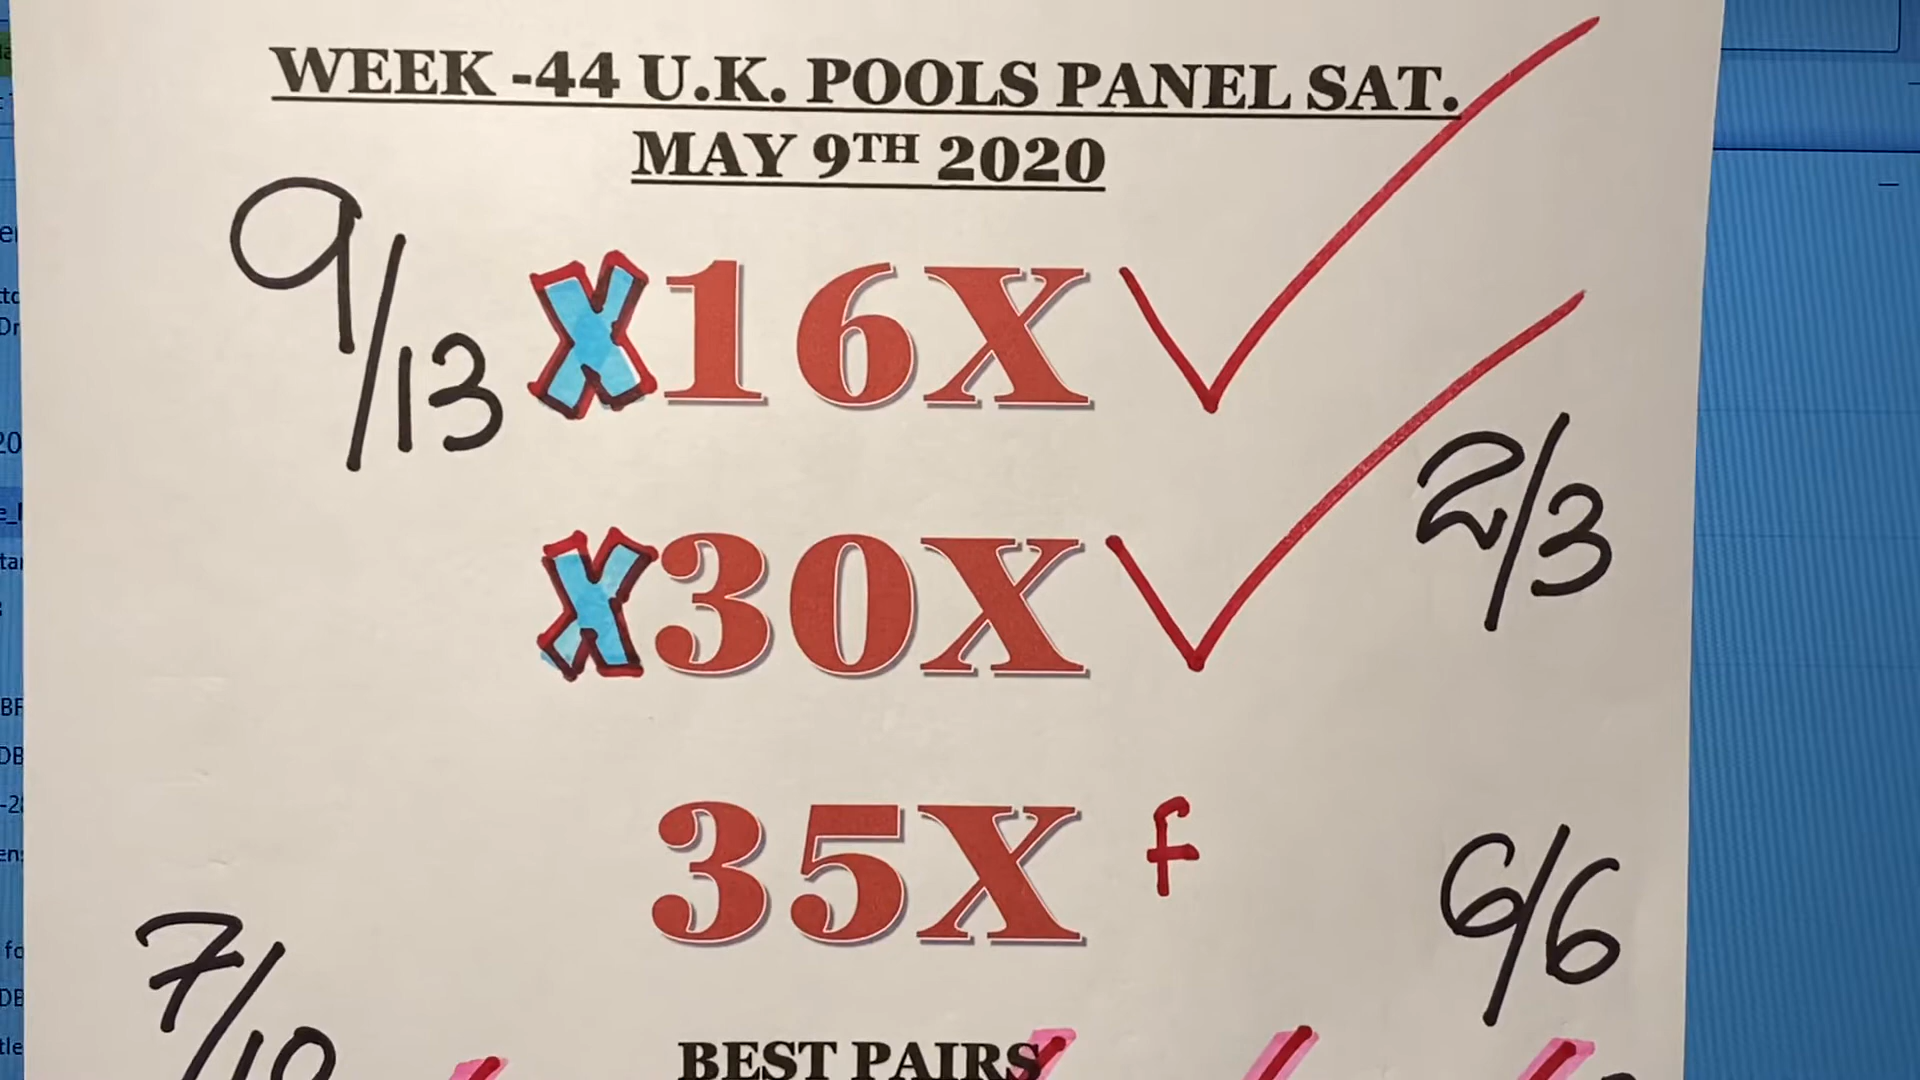 WEEK -44 U.K. POOLS PANEL SAT.
MAY 9TH 2020
9/13
X16X
X30X
2/3
35X f
6/6
7/10
BEST PAIRS